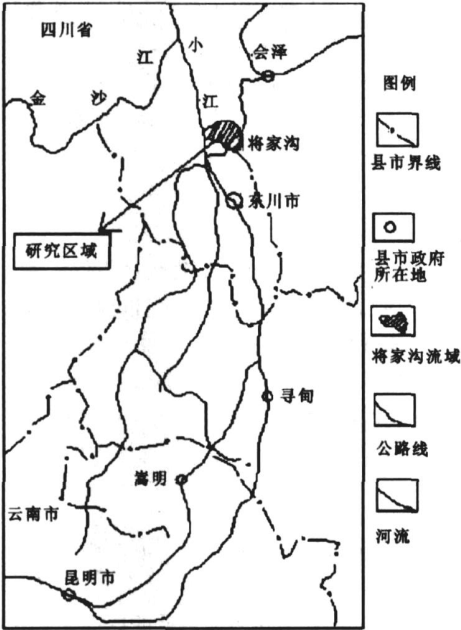 四川省
金沙江
小江
会泽
将家沟
东川市
研究区域
寻甸
嵩明
云南市
昆明市
图例
县市界线
县市政府
所在地
将家沟流域
公路线
河流